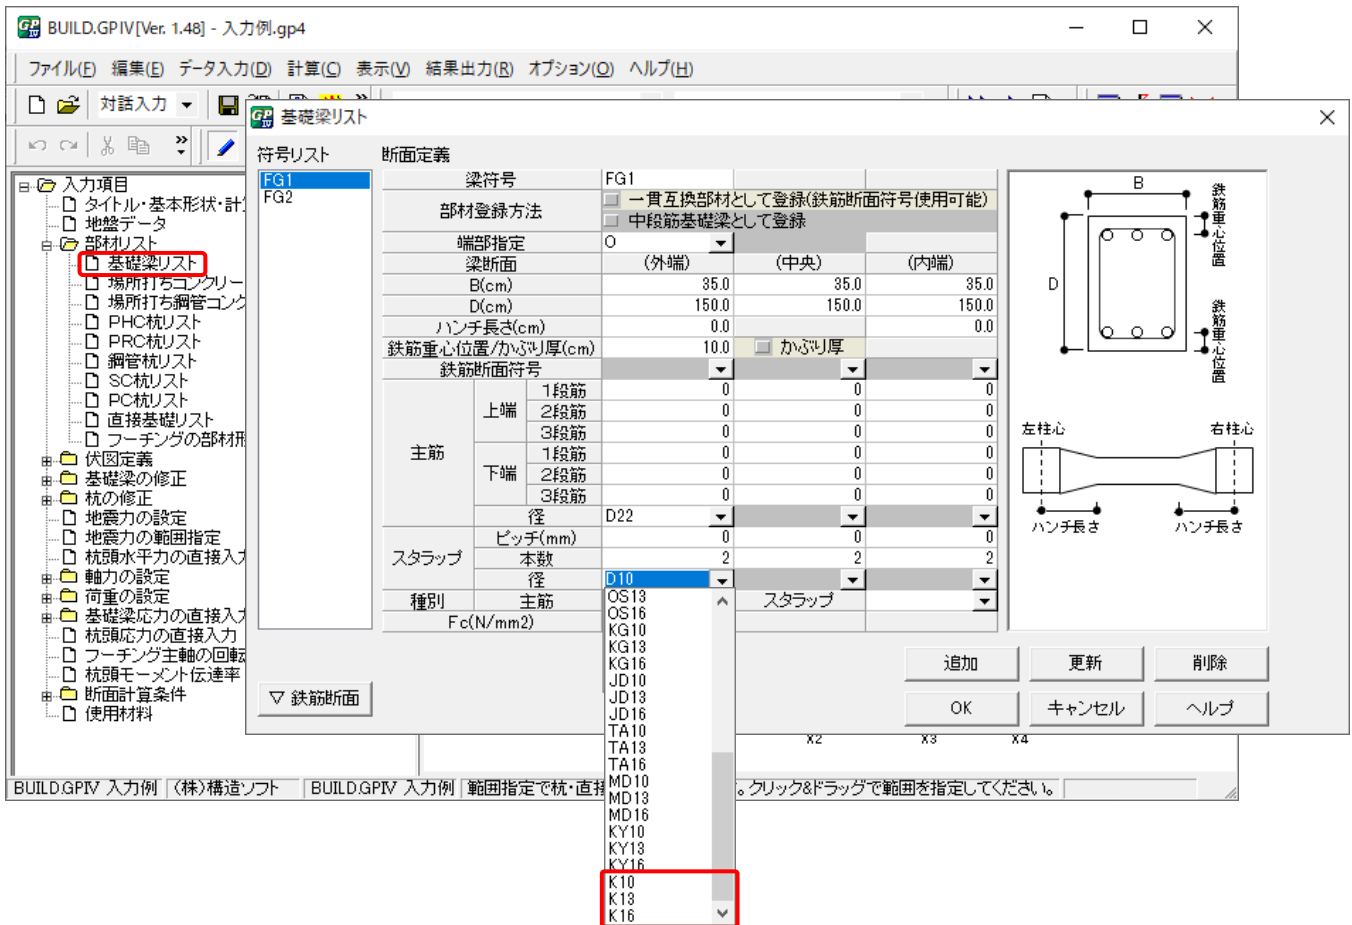 BUILD.GPIV[Ver. 1.48] - 入力例.gp4
ファイル(F) 編集(E) データ入力(D) 計算(C) 表示(V) 結果出力(R) オプション(O) ヘルプ(H)
対話入力
基礎梁リスト
符号リスト
断面定義
入力項目
タイトル・基本形状・計
地盤データ
部材リスト
基礎梁リスト
場所打ちコンクリー
場所打ち鋼管コンク
PHC杭リスト
PRC杭リスト
鋼管杭リスト
SC杭リスト
PC杭リスト
直接基礎リスト
フーチングの部材形
伏図定義
基礎梁の修正
杭の修正
地震力の設定
地震力の範囲指定
杭頭水平力の直接入力
軸力の設定
荷重の設定
基礎梁応力の直接入力
杭頭応力の直接入力
フーチング主軸の回転
杭頭モーメント伝達率
断面計算条件
使用材料
FG1
FG2
▽ 鉄筋断面
梁符号 FG1
部材登録方法 一貫互換部材として登録(鉄筋断面符号使用可能)
中段筋基礎梁として登録
端部指定 O
梁断面 (外端) (中央) (内端)
B(cm) 35.0 35.0 35.0
D(cm) 150.0 150.0 150.0
ハンチ長さ(cm) 0.0 0.0
鉄筋重心位置/かぶり厚(cm) 10.0 かぶり厚
鉄筋断面符号
主筋 上端 1段筋 0 0 0
2段筋 0 0 0
3段筋 0 0 0
下端 1段筋 0 0 0
2段筋 0 0 0
3段筋 0 0 0
径 D22
スタラップ ピッチ(mm) 0 0 0
本数 2 2 2
径 D10
種別 主筋 スタラップ
Fc(N/mm2)
OS13
OS16
KG10
KG13
KG16
JD10
JD13
JD16
TA10
TA13
TA16
MD10
MD13
MD16
KY10
KY13
KY16
K10
K13
K16
B
D
鉄筋重心位置
鉄筋重心位置
左柱心 右柱心
ハンチ長さ ハンチ長さ
追加 更新 削除
OK キャンセル ヘルプ
X2 X3 X4
BUILD.GPIV 入力例 (株)構造ソフト BUILD.GPIV 入力例 範囲指定で杭・直接 。クリック&ドラッグで範囲を指定してください。